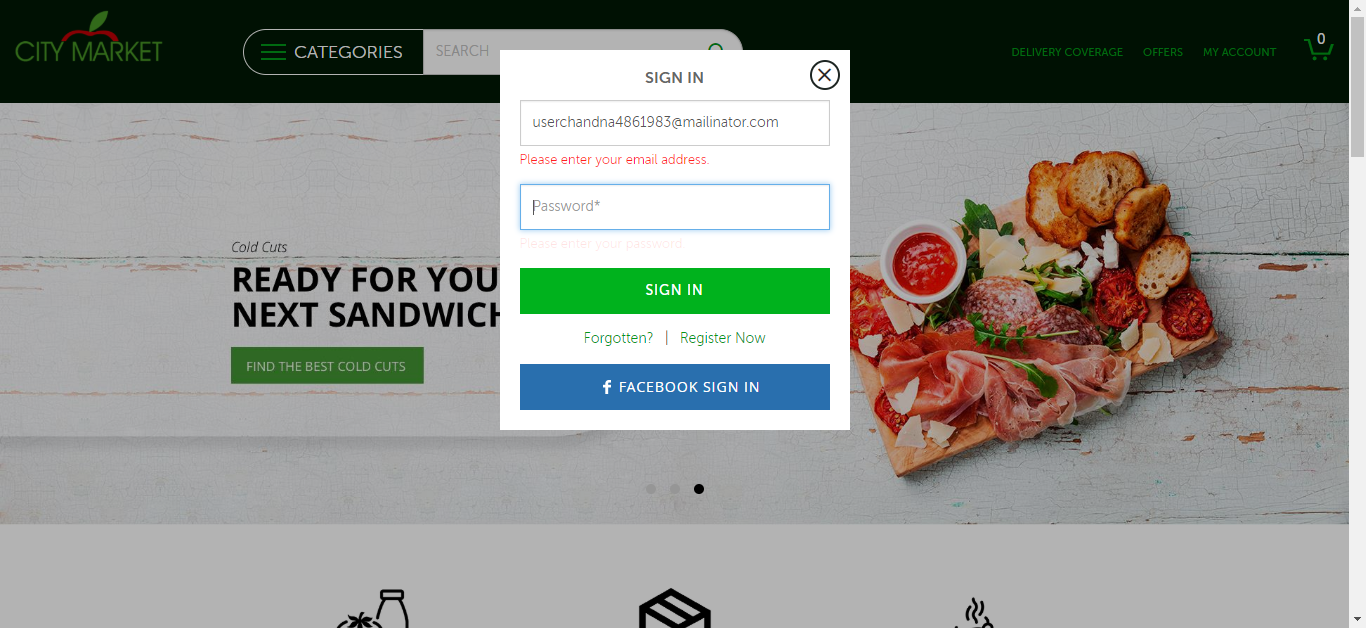 CITY MARKET
CATEGORIES
SEARCH
DELIVERY COVERAGE
OFFERS
MY ACCOUNT
0
SIGN IN
userchandna4861983@mailinator.com
Please enter your email address.
Password*
Please enter your password
SIGN IN
Forgotten? | Register Now
f FACEBOOK SIGN IN
Cold Cuts
READY FOR YOU
NEXT SANDWICH
FIND THE BEST COLD CUTS